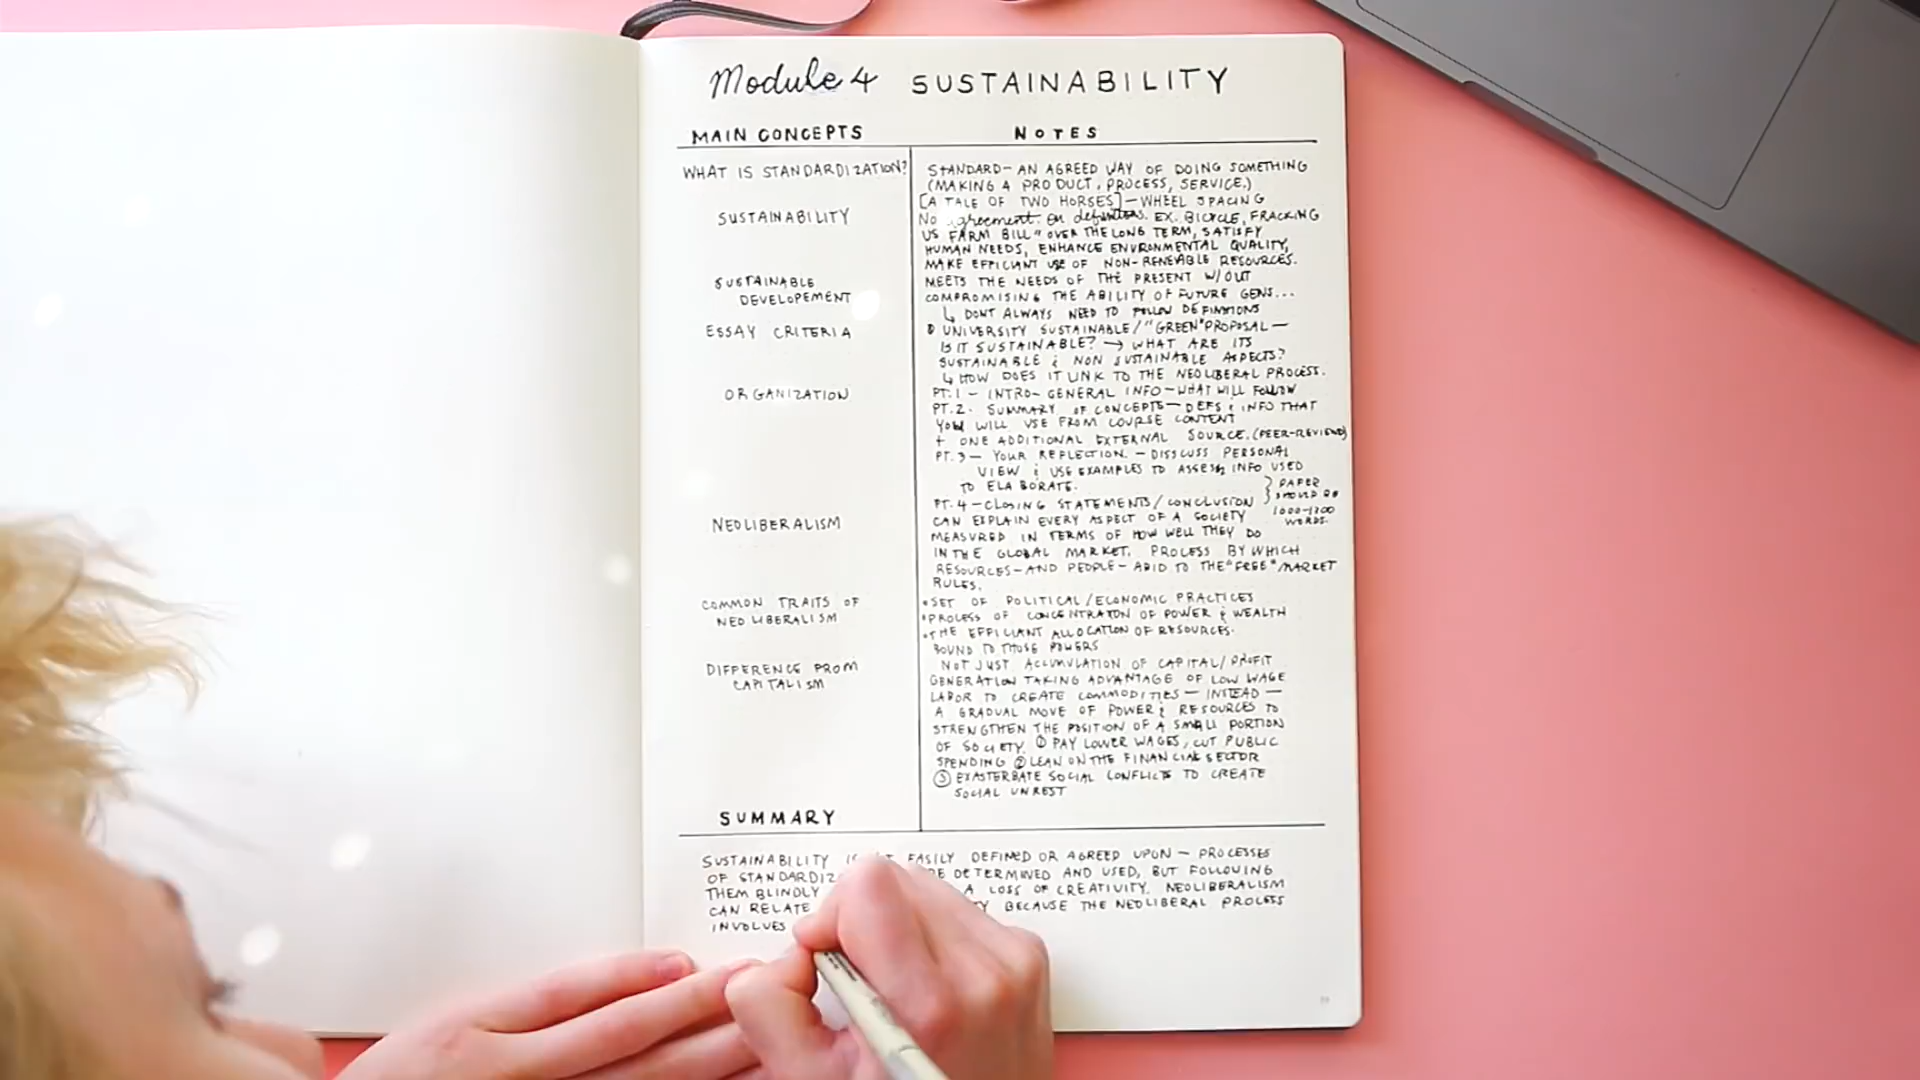 Module 4 SUSTAINABILITY
MAIN CONCEPTS NOTES
WHAT IS STANDARDIZATION?
STANDARD- AN AGREED WAY OF DOING SOMETHING
(MAKING A PRODUCT, PROCESS, SERVICE.)
[A TALE OF TWO HORSES] - WHEEL SPACING
SUSTAINABILITY
NO agreement on definition. EX. BICYCLE, FRACKING
US FARM BILL "OVER THE LONG TERM, SATISFY
HUMAN NEEDS, ENHANCE ENVIRONMENTAL QUALITY,
MAKE EFFICIANT USE OF NON-RENEWABLE RESOURCES.
SUSTAINABLE
DEVELOPEMENT
MEETS THE NEEDS OF THE PRESENT W/OUT
COMPROMISING THE ABILITY OF FUTURE GENS...
↳ DONT ALWAYS NEED TO FOLLOW DEFINITIONS
ESSAY CRITERIA
UNIVERSITY SUSTAINABLE/"GREEN" PROPOSAL —
IS IT SUSTAINABLE? → WHAT ARE ITS
SUSTAINABLE & NON SUSTAINABLE ASPECTS?
↳ HOW DOES IT LINK TO THE NEOLIBERAL PROCESS.
ORGANIZATION
PT.1 - INTRO- GENERAL INFO - WHAT WILL FOLLOW
PT.2. SUMMARY OF CONCEPTS - DEFS & INFO THAT
YOU WILL USE FROM COURSE CONTENT
+ ONE ADDITIONAL EXTERNAL SOURCE. (PEER-REVIEWED)
PT.3 - YOUR REFLECTION. - DISCUSS PERSONAL
VIEW & USE EXAMPLES TO ASSESS INFO USED
TO ELABORATE.
PT.4 - CLOSING STATEMENTS/CONCLUSION
} PAPER
SHOULD BE
WORDS.
NEOLIBERALISM
CAN EXPLAIN EVERY ASPECT OF A SOCIETY
MEASURED IN TERMS OF HOW WELL THEY DO
IN THE GLOBAL MARKET. PROCESS BY WHICH
RESOURCES - AND PEOPLE - ABID TO THE "FREE" MARKET
RULES.
COMMON TRAITS OF
NEOLIBERALISM
•SET OF POLITICAL/ECONOMIC PRACTICES
•PROCESS OF CONCENTRATON OF POWER & WEALTH
•THE EFFICIANT ALLOCATION OF RESOURCES.
BOUND TO THOSE POWERS
DIFFERENCE FROM
CAPITALISM
NOT JUST ACCUMULATION OF CAPITAL/PROFIT
GENERATION TAKING ADVANTAGE OF LOW WAGE
LABOR TO CREATE COMMODITIES — INSTEAD —
A GRADUAL MOVE OF POWER & RESOURCES TO
STRENGTHEN THE POSITION OF A SMALL PORTION
OF SOCIETY. ① PAY LOWER WAGES, CUT PUBLIC
SPENDING ② LEAN ON THE FINANCIAL SECTOR
③ EXASTERBATE SOCIAL CONFLICTS TO CREATE
SOCIAL UNREST
SUMMARY
SUSTAINABILITY EASILY DEFINED OR AGREED UPON — PROCESSES
OF DETERMINED AND USED, BUT FOLLOWING
THEM BLINDLY A LOSS OF CREATIVITY. NEOLIBERALISM
CAN RELATE BECAUSE THE NEOLIBERAL PROCESS
INVOLVES